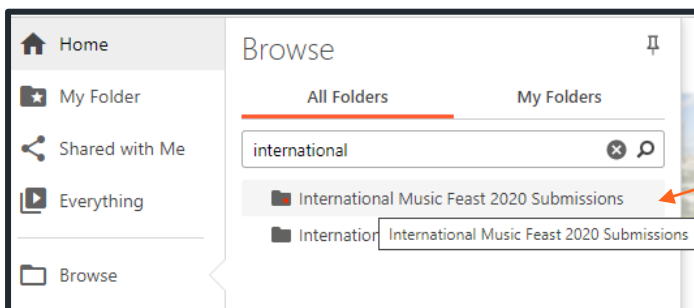 Home
My Folder
Shared with Me
Everything
Browse
Browse
All Folders
My Folders
international
International Music Feast 2020 Submissions
Internation
International Music Feast 2020 Submissions